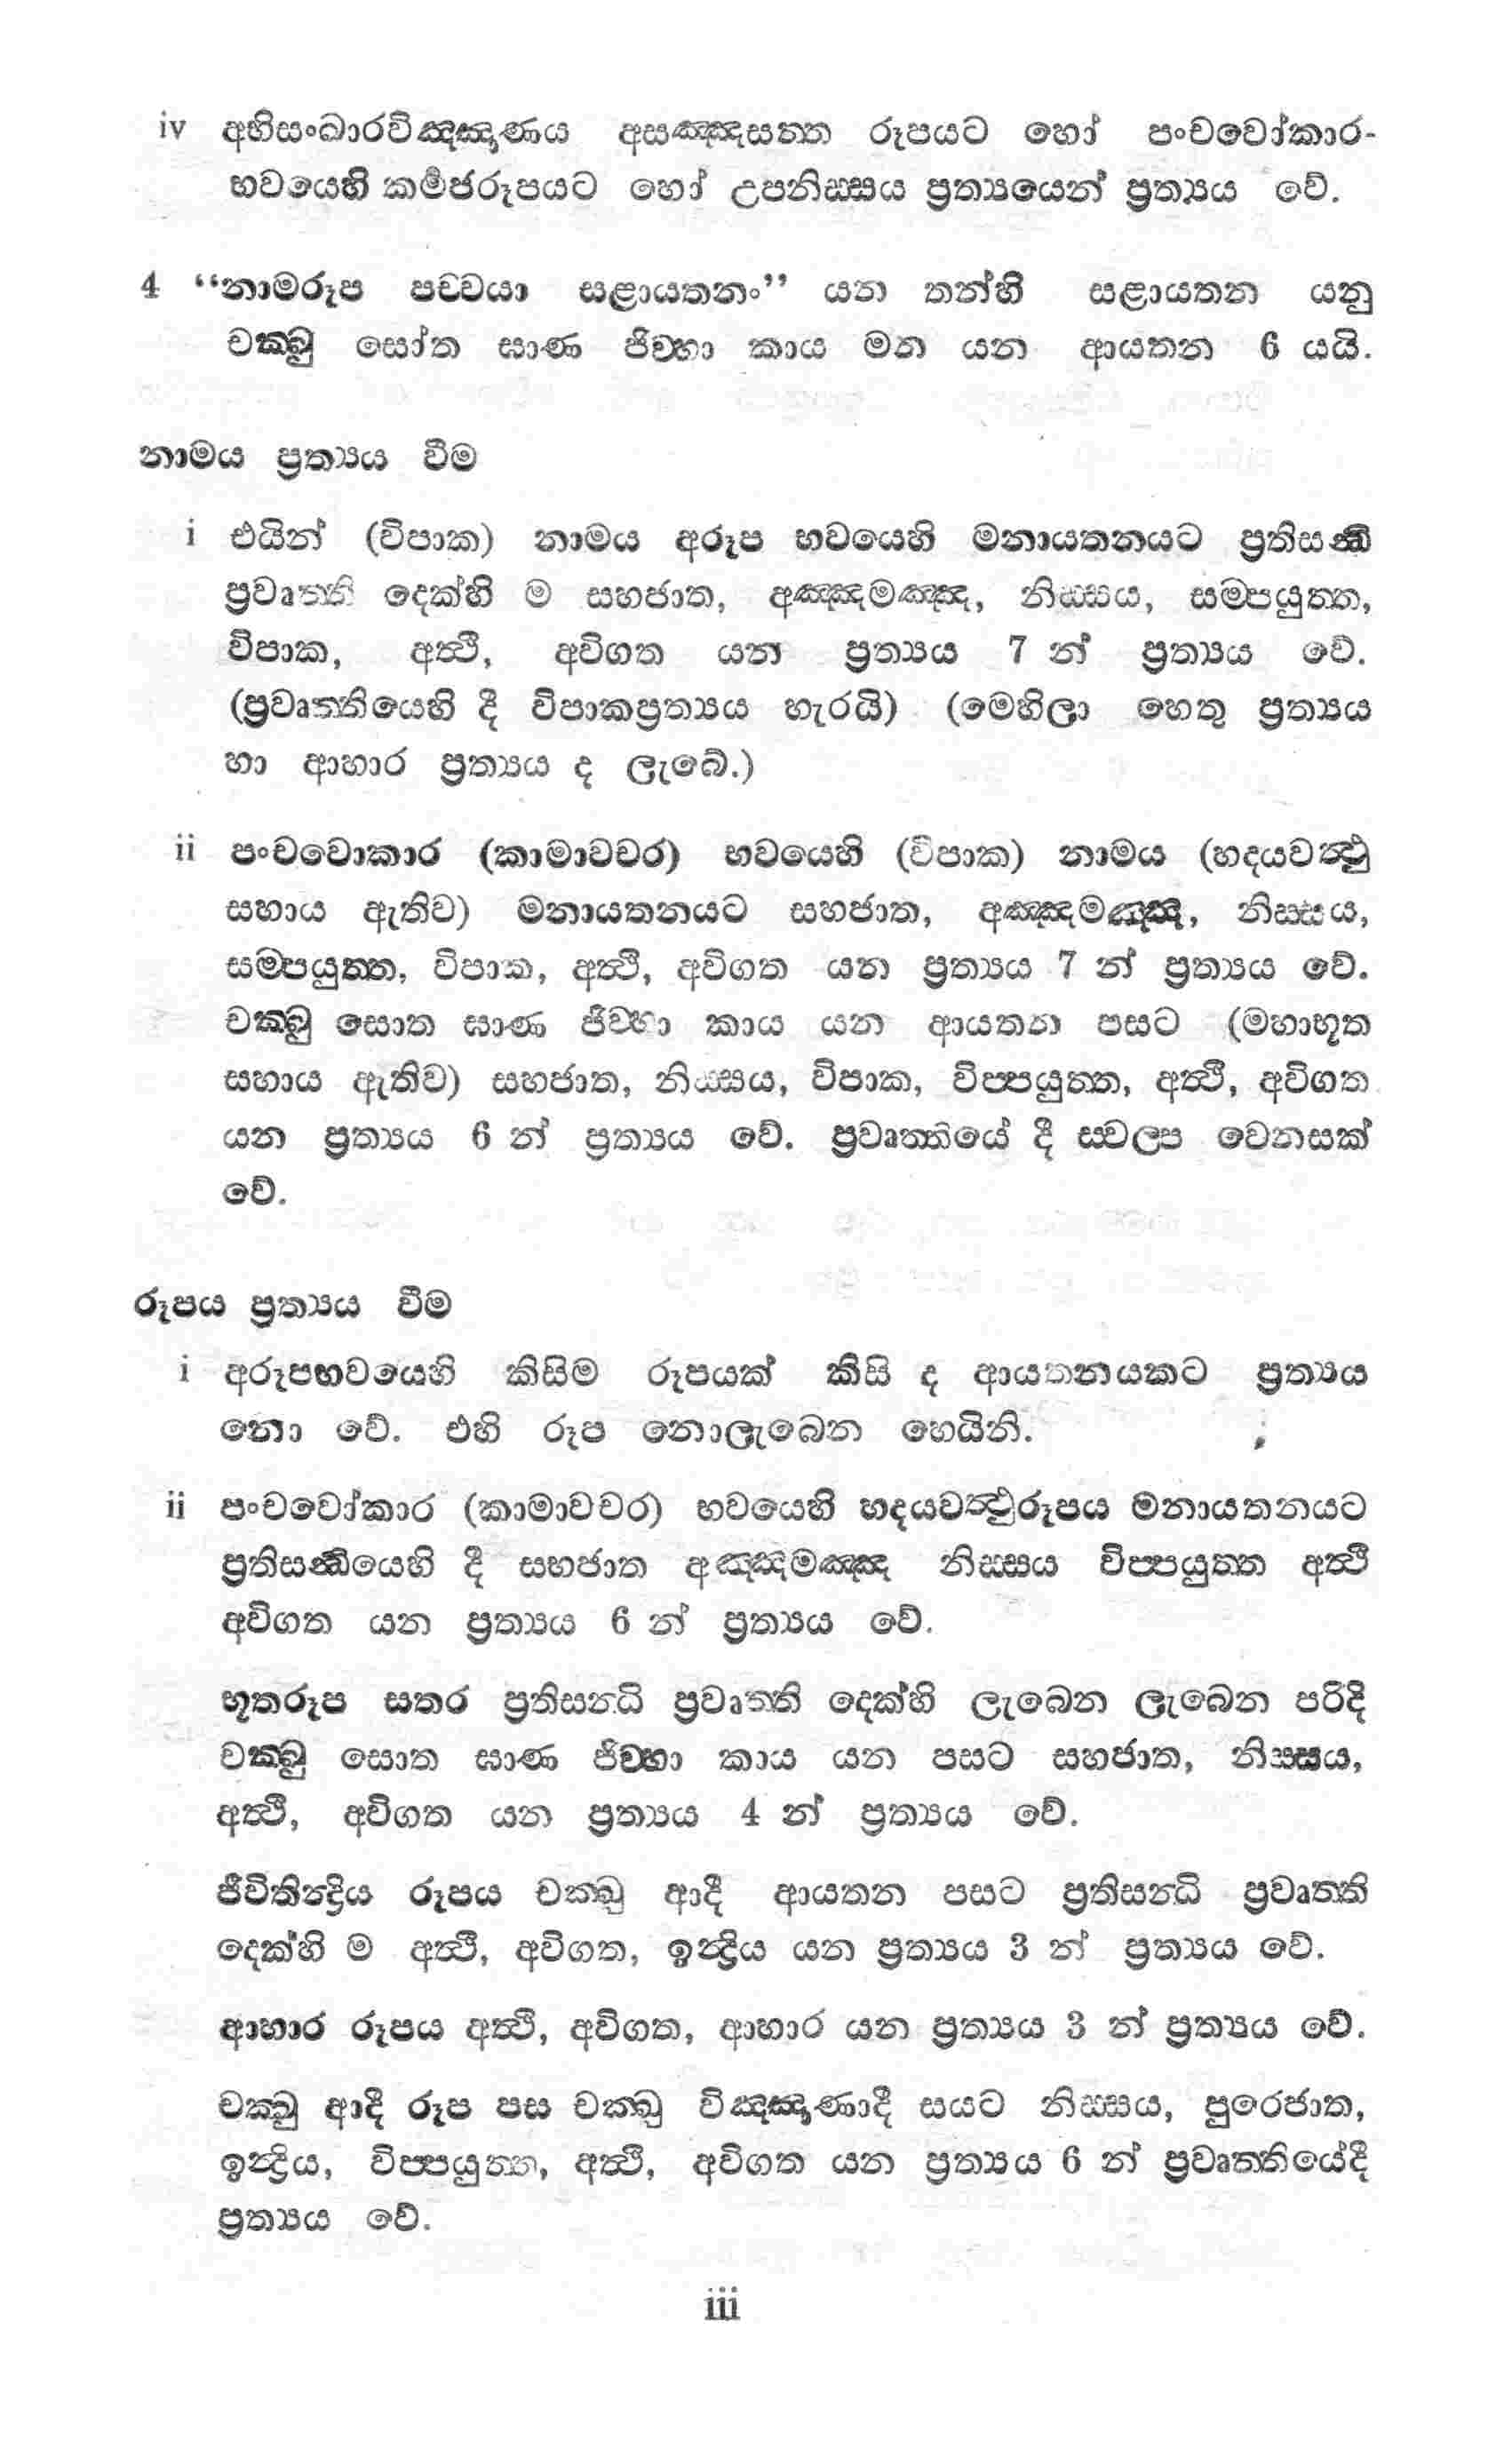 iv අභිසංඛාරවිඤ්ඤණය අසඤ්ඤසත්ත රූපයට හෝ පංචවෝකාර-
භවයෙහි කර්‍මජරූපයට හෝ උපනිස්සය ප්‍රත්‍යයෙන් ප්‍රත්‍යය වේ.
4 “නාමරූප පච්චයා සළායතනං” යන තන්හි සළායතන යනු
චක්ඛු සෝත ඝාණ ජිව්හා කාය මන යන ආයතන 6 යයි.
නාමය ප්‍රත්‍යය වීම
i එයින් (විපාක) නාමය අරූප භවයෙහි මනායතනයට ප්‍රතිසන්ධි
ප්‍රවෘත්ති දෙක්හි ම සහජාත, අඤ්ඤමඤ්ඤ, නිස්සය, සම්පයුත්ත,
විපාක, අත්ථි, අවිගත යන ප්‍රත්‍යය 7 න් ප්‍රත්‍යය වේ.
(ප්‍රවෘත්තියෙහි දී විපාකප්‍රත්‍යය හැරයි) (මෙහිලා හෙතු ප්‍රත්‍යය
හා ආහාර ප්‍රත්‍යය ද ලැබේ.)
ii පංචවොකාර (කාමාවචර) භවයෙහි (විපාක) නාමය (හදයවත්ථු
සහාය ඇතිව) මනායතනයට සහජාත, අඤ්ඤමඤ්ඤ, නිස්සය,
සම්පයුත්ත, විපාක, අත්ථි, අවිගත යන ප්‍රත්‍යය 7 න් ප්‍රත්‍යය වේ.
චක්ඛු සොත ඝාණ ජිව්හා කාය යන ආයතන පසට (මහාභූත
සහාය ඇතිව) සහජාත, නිස්සය, විපාක, විප්පයුත්ත, අත්ථි, අවිගත
යන ප්‍රත්‍යය 6 න් ප්‍රත්‍යය වේ. ප්‍රවෘත්තියේ දී ස්වල්ප වෙනසක්
වේ.
රූපය ප්‍රත්‍යය වීම
i අරූපභවයෙහි කිසිම රූපයක් කිසි ද ආයතනයකට ප්‍රත්‍යය
නො වේ. එහි රූප නොලැබෙන හෙයිනි.
ii පංචවෝකාර (කාමාවචර) භවයෙහි හදයවත්ථුරූපය මනායතනයට
ප්‍රතිසන්ධියෙහි දී සහජාත අඤ්ඤමඤ්ඤ නිස්සය විප්පයුත්ත අත්ථි
අවිගත යන ප්‍රත්‍යය 6 න් ප්‍රත්‍යය වේ.
භූතරූප සතර ප්‍රතිසන්ධි ප්‍රවෘත්ති දෙක්හි ලැබෙන ලැබෙන පරිදි
චක්ඛු සොත ඝාණ ජිව්හා කාය යන පසට සහජාත, නිස්සය,
අත්ථි, අවිගත යන ප්‍රත්‍යය 4 න් ප්‍රත්‍යය වේ.
ජීවිතින්‍ද්‍රිය රූපය චක්ඛු ආදී ආයතන පසට ප්‍රතිසන්ධි ප්‍රවෘත්ති
දෙක්හි ම අත්ථි, අවිගත, ඉන්‍ද්‍රිය යන ප්‍රත්‍යය 3 න් ප්‍රත්‍යය වේ.
ආහාර රූපය අත්ථි, අවිගත, ආහාර යන ප්‍රත්‍යය 3 න් ප්‍රත්‍යය වේ.
චක්ඛු ආදී රූප පස චක්ඛු විඤ්ඤණාදී සයට නිස්සය, පුරෙජාත,
ඉන්‍ද්‍රිය, විප්පයුත්ත, අත්ථි, අවිගත යන ප්‍රත්‍යය 6 න් ප්‍රවෘත්තියේදී
ප්‍රත්‍යය වේ.
iii